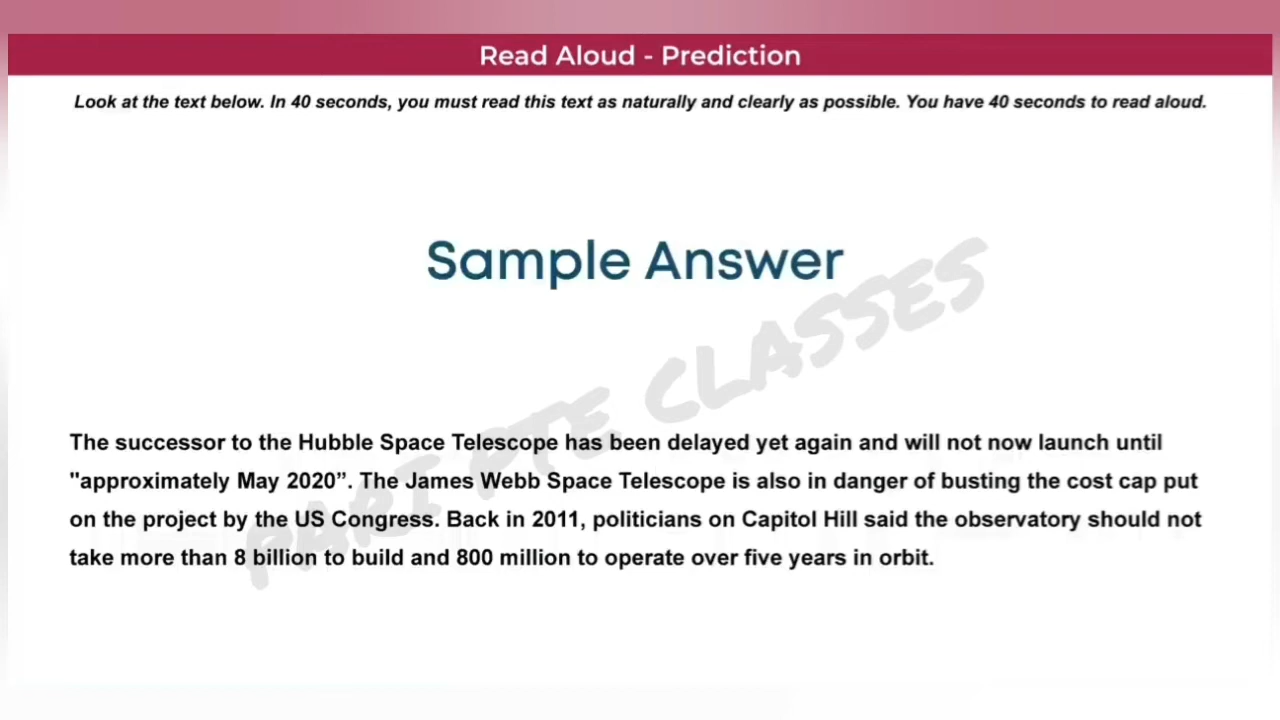 Read Aloud - Prediction
Look at the text below. In 40 seconds, you must read this text as naturally and clearly as possible. You have 40 seconds to read aloud.
Sample Answer
PARI PTE CLASSES
The successor to the Hubble Space Telescope has been delayed yet again and will not now launch until
"approximately May 2020”. The James Webb Space Telescope is also in danger of busting the cost cap put
on the project by the US Congress. Back in 2011, politicians on Capitol Hill said the observatory should not
take more than 8 billion to build and 800 million to operate over five years in orbit.